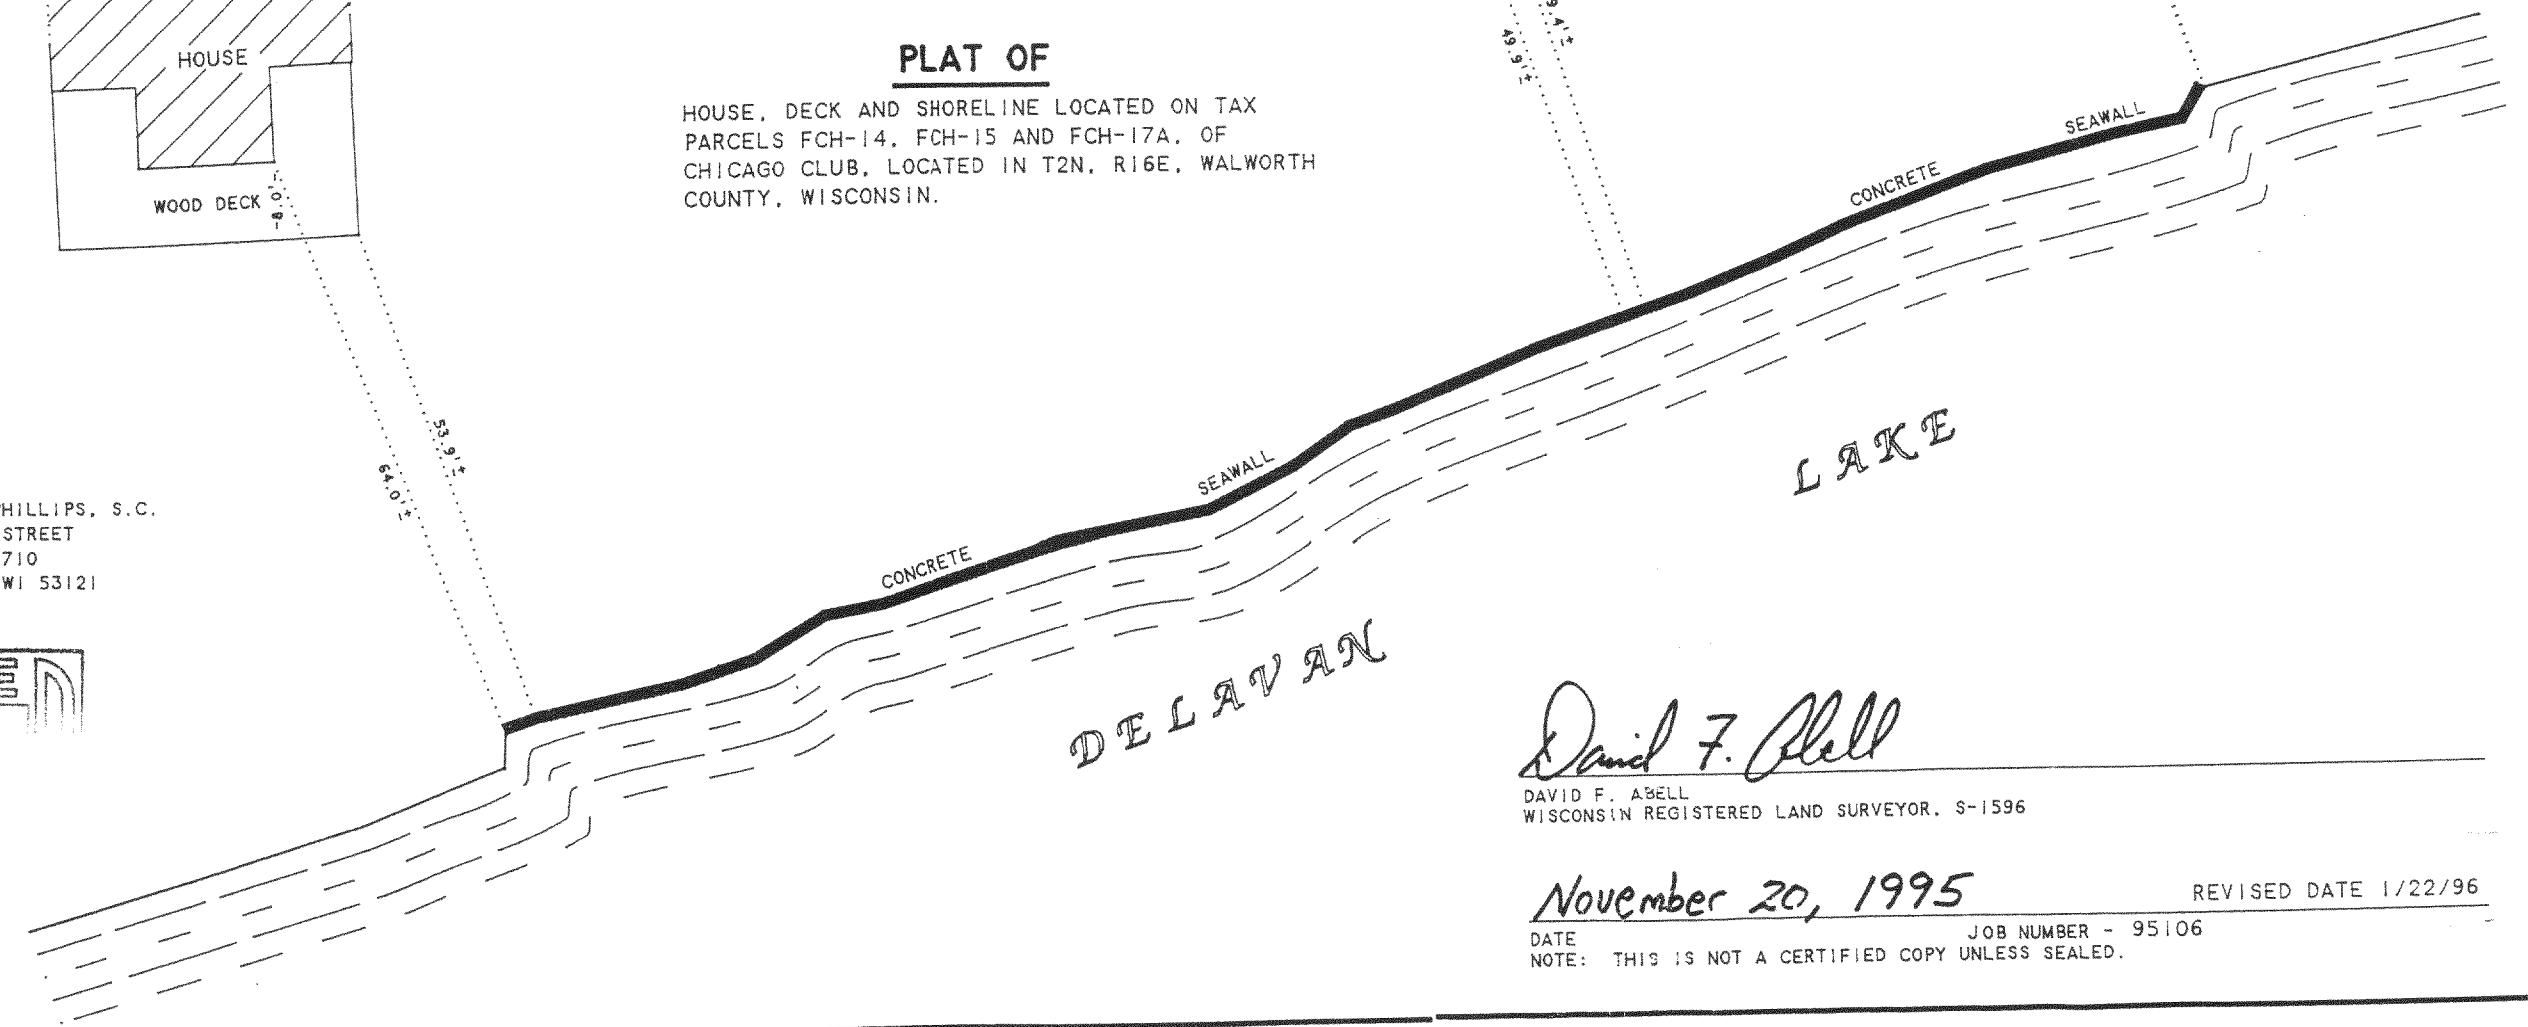 HOUSE
WOOD DECK
PLAT OF
HOUSE, DECK AND SHORELINE LOCATED ON TAX
PARCELS FCH-14, FCH-15 AND FCH-17A, OF
CHICAGO CLUB, LOCATED IN T2N, R16E, WALWORTH
COUNTY, WISCONSIN.
49.9'±
9.4'±
SEAWALL
CONCRETE
53.9'±
64.0'±
SEAWALL
CONCRETE
HILLIPS, S.C.
STREET
710
WI 53121
DELAVAN LAKE
David F. Abell
DAVID F. ABELL
WISCONSIN REGISTERED LAND SURVEYOR, S-1596
November 20, 1995 REVISED DATE 1/22/96
DATE JOB NUMBER - 95106
NOTE: THIS IS NOT A CERTIFIED COPY UNLESS SEALED.